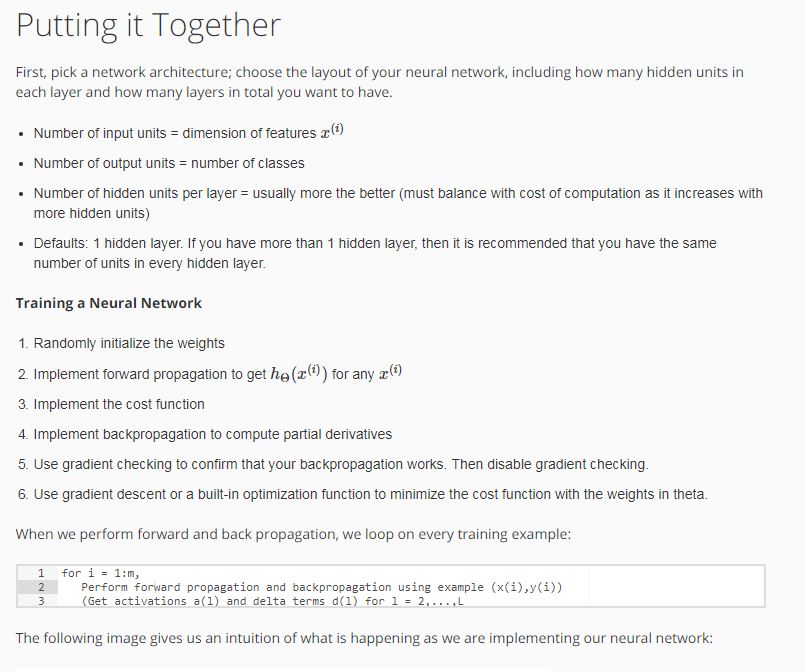 Putting it Together
First, pick a network architecture; choose the layout of your neural network, including how many hidden units in
each layer and how many layers in total you want to have.
• Number of input units = dimension of features x^(i)
• Number of output units = number of classes
• Number of hidden units per layer = usually more the better (must balance with cost of computation as it increases with
more hidden units)
• Defaults: 1 hidden layer. If you have more than 1 hidden layer, then it is recommended that you have the same
number of units in every hidden layer.
Training a Neural Network
1. Randomly initialize the weights
2. Implement forward propagation to get hΘ(x^(i)) for any x^(i)
3. Implement the cost function
4. Implement backpropagation to compute partial derivatives
5. Use gradient checking to confirm that your backpropagation works. Then disable gradient checking.
6. Use gradient descent or a built-in optimization function to minimize the cost function with the weights in theta.
When we perform forward and back propagation, we loop on every training example:
1 for i = 1:m,
2 Perform forward propagation and backpropagation using example (x(i),y(i))
3 (Get activations a(l) and delta terms d(l) for l = 2,...,L
The following image gives us an intuition of what is happening as we are implementing our neural network: